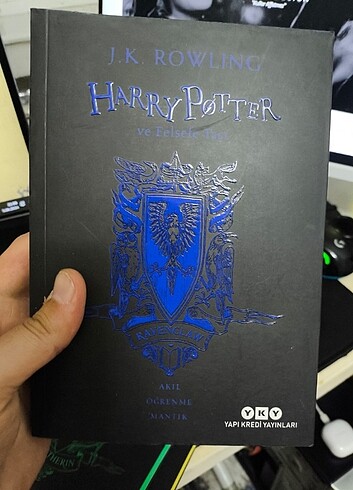 J.K. ROWLING
HARRY POTTER
ve Felsefe Taşı
RAVENCLAW
AKIL
ÖĞRENME
MANTIK
YKY
YAPI KREDİ YAYINLARI